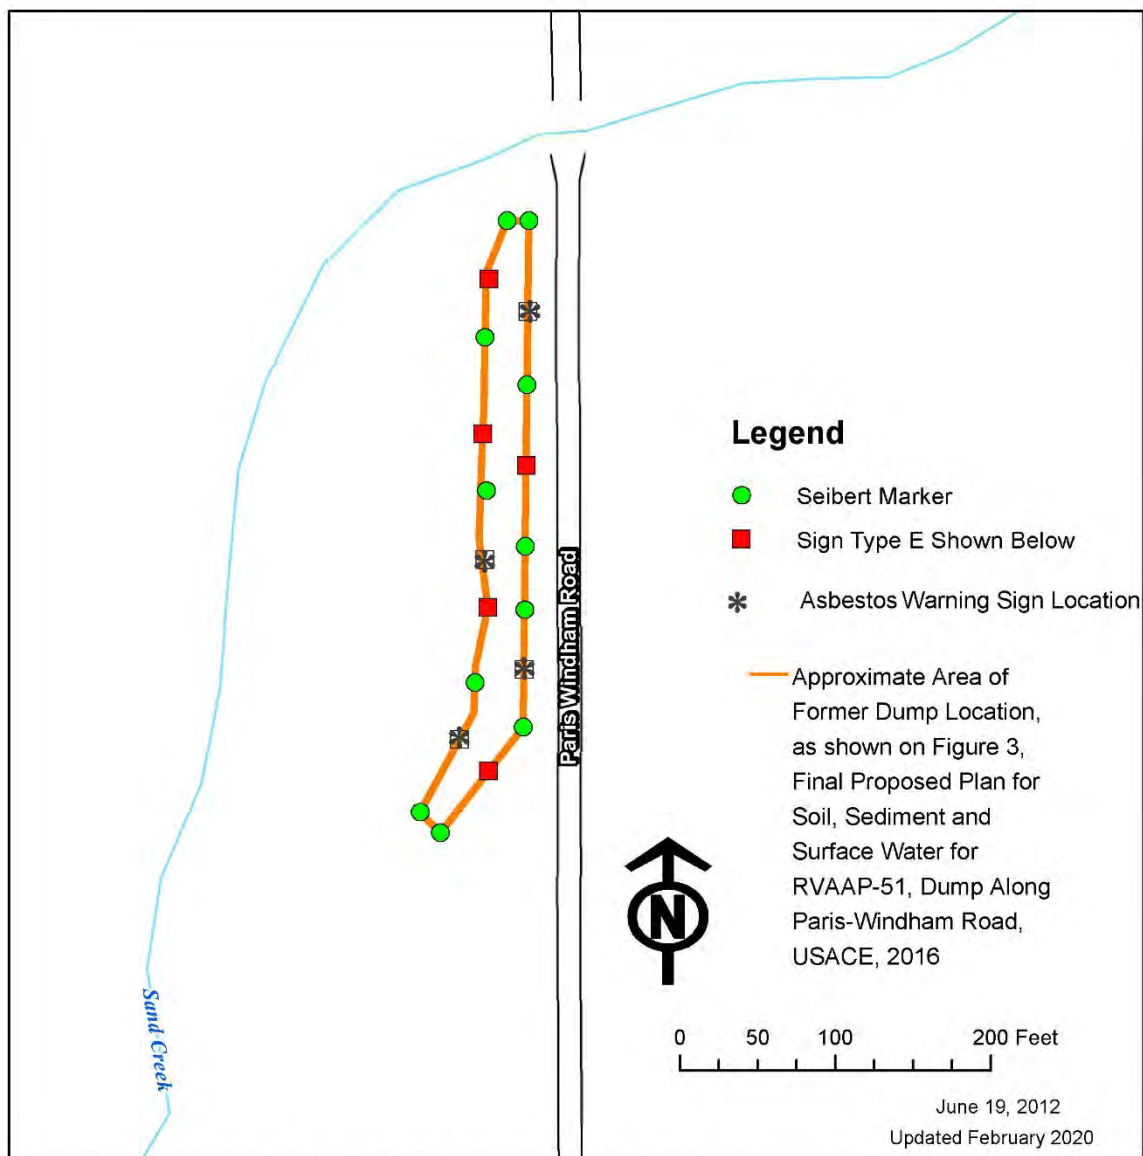 Paris Windham Road
Sand Creek
Legend
Seibert Marker
Sign Type E Shown Below
Asbestos Warning Sign Location
Approximate Area of
Former Dump Location,
as shown on Figure 3,
Final Proposed Plan for
Soil, Sediment and
Surface Water for
RVAAP-51, Dump Along
Paris-Windham Road,
USACE, 2016
N
0 50 100 200 Feet
June 19, 2012
Updated February 2020